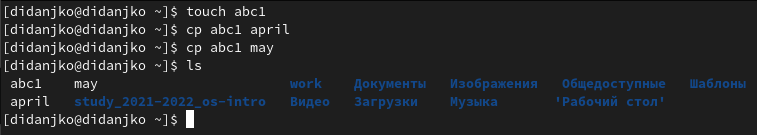 [didanjko@didanjko ~]$ touch abc1
[didanjko@didanjko ~]$ cp abc1 april
[didanjko@didanjko ~]$ cp abc1 may
[didanjko@didanjko ~]$ ls
abc1 may work Документы Изображения Общедоступные Шаблоны
april study_2021-2022_os-intro Видео Загрузки Музыка 'Рабочий стол'
[didanjko@didanjko ~]$